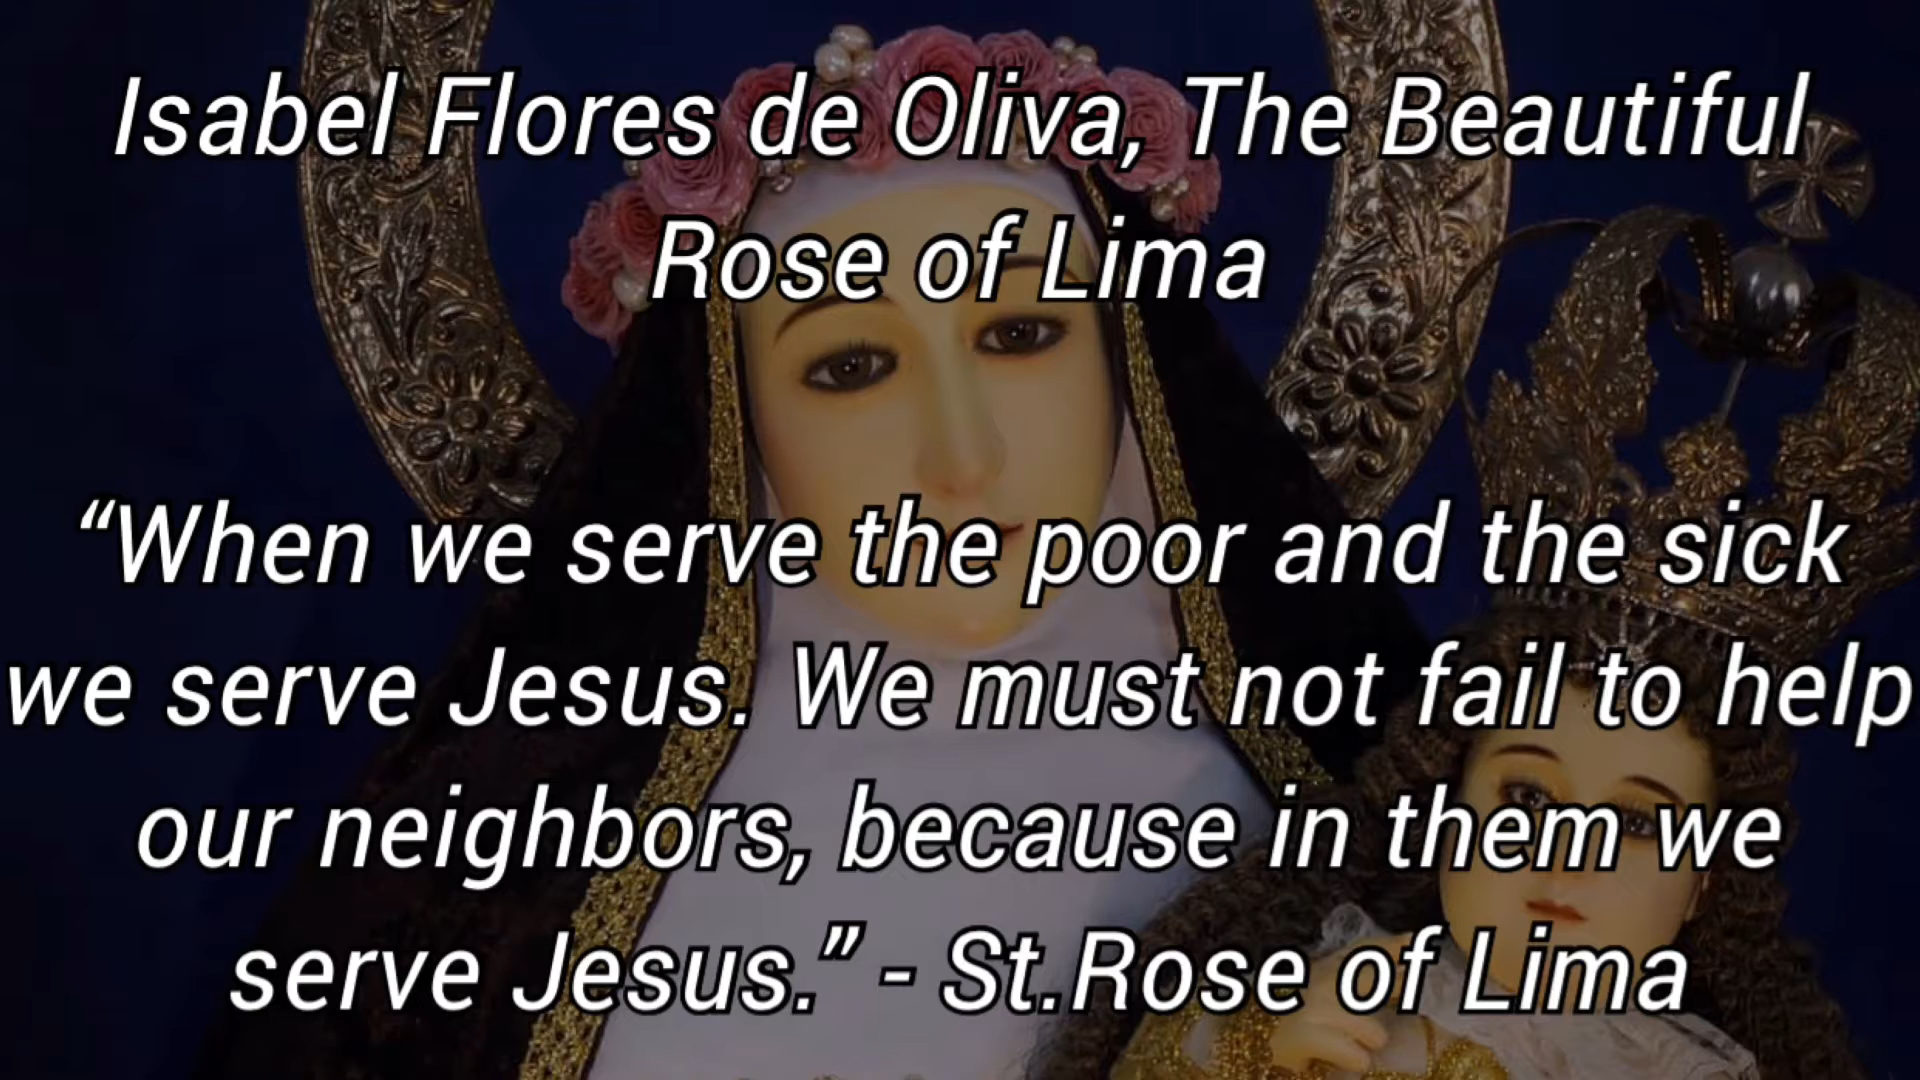 Isabel Flores de Oliva, The Beautiful
Rose of Lima
“When we serve the poor and the sick
we serve Jesus. We must not fail to help
our neighbors, because in them we
serve Jesus.” - St.Rose of Lima